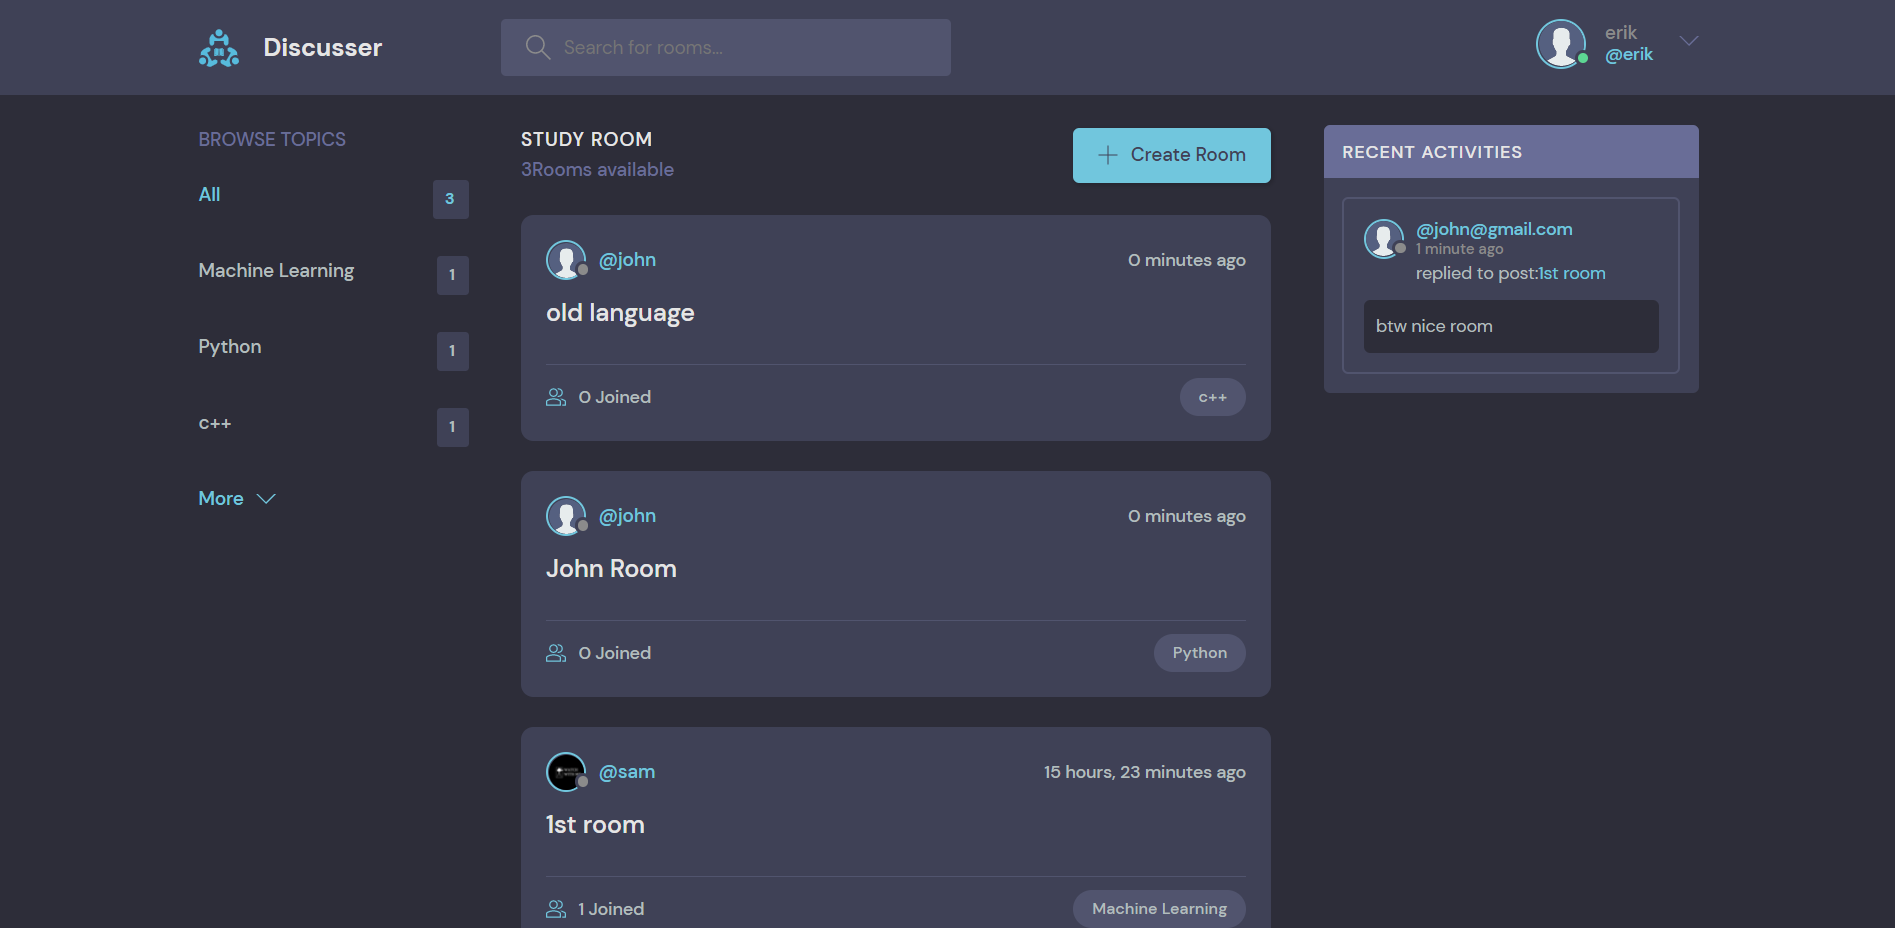 Discusser
Search for rooms...
erik
@erik
BROWSE TOPICS
All
3
Machine Learning
1
Python
1
c++
1
More
STUDY ROOM
3Rooms available
Create Room
@john
0 minutes ago
old language
0 Joined
c++
@john
0 minutes ago
John Room
0 Joined
Python
@sam
15 hours, 23 minutes ago
1st room
1 Joined
Machine Learning
RECENT ACTIVITIES
@john@gmail.com
1 minute ago
replied to post:1st room
btw nice room